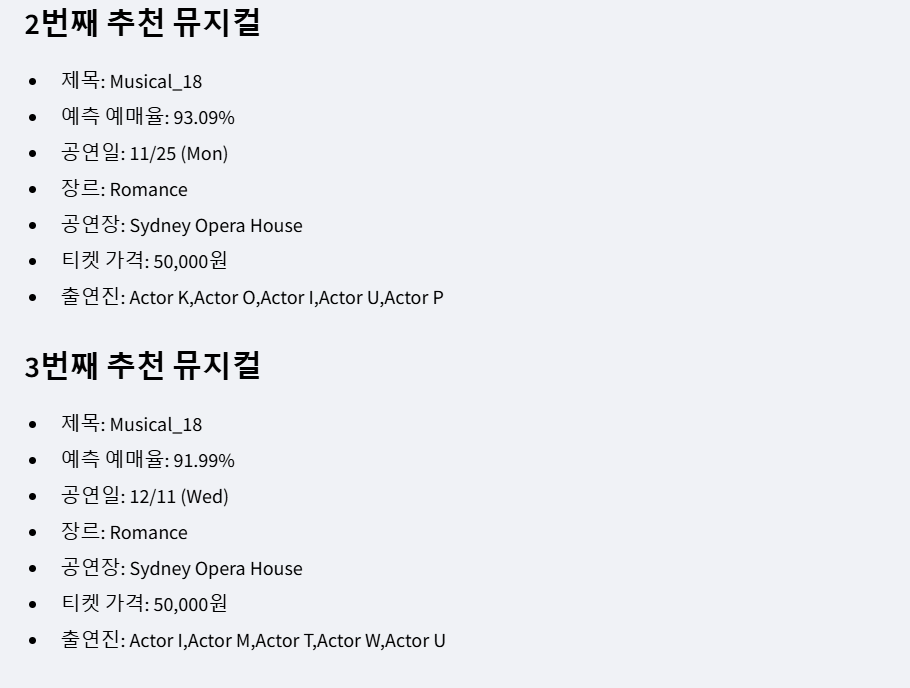 2번째 추천 뮤지컬
제목: Musical_18
예측 예매율: 93.09%
공연일: 11/25 (Mon)
장르: Romance
공연장: Sydney Opera House
티켓 가격: 50,000원
출연진: Actor K,Actor O,Actor I,Actor U,Actor P
3번째 추천 뮤지컬
제목: Musical_18
예측 예매율: 91.99%
공연일: 12/11 (Wed)
장르: Romance
공연장: Sydney Opera House
티켓 가격: 50,000원
출연진: Actor I,Actor M,Actor T,Actor W,Actor U